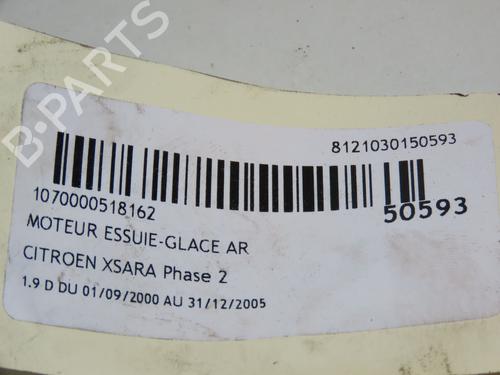 B-PARTS
8121030150593
1070000518162
50593
MOTEUR ESSUIE-GLACE AR
CITROEN XSARA Phase 2
1.9 D DU 01/09/2000 AU 31/12/2005